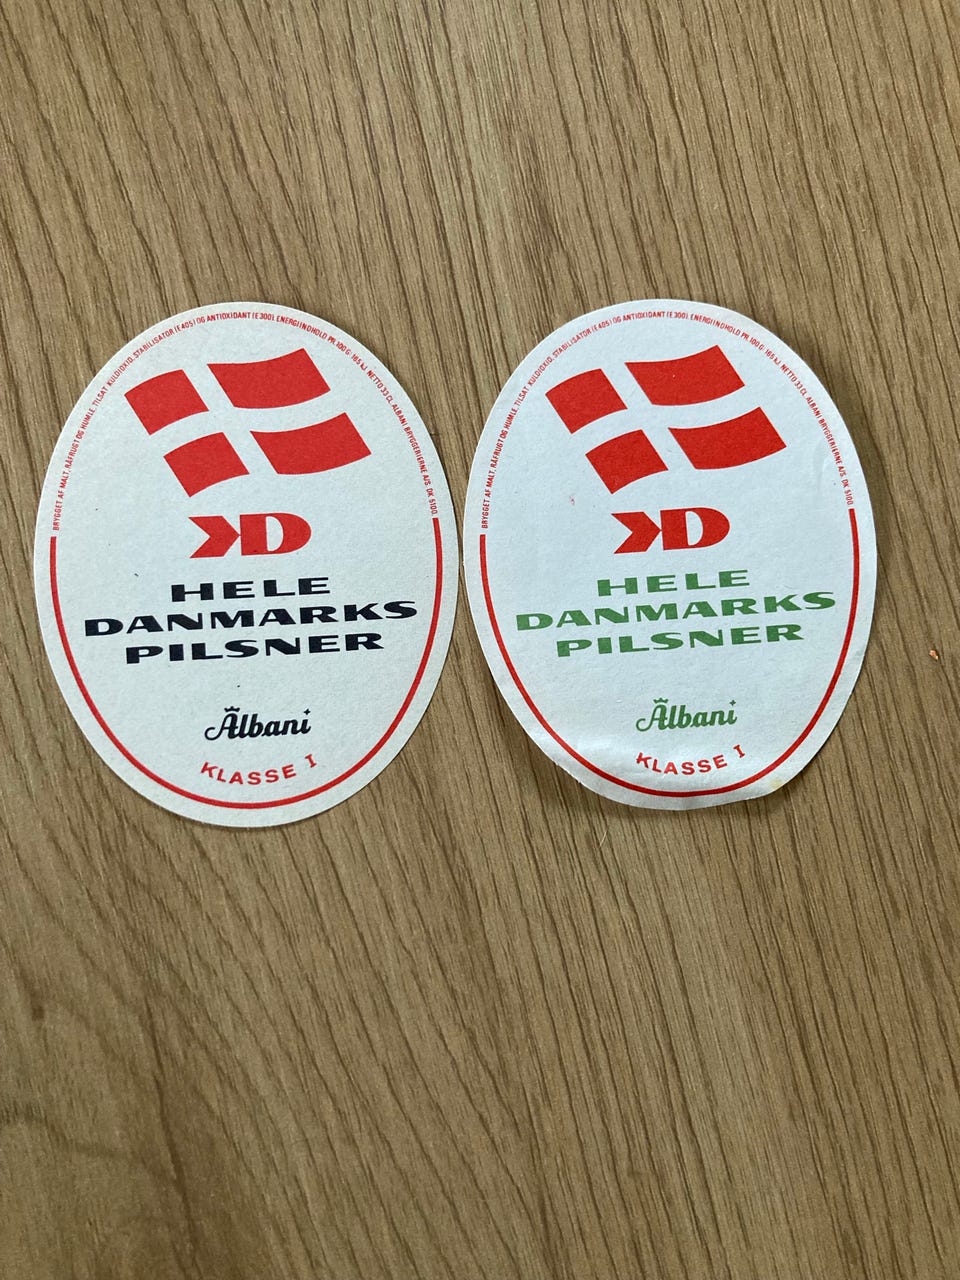 BRYGGET AF MALT, RÅFRUGT OG HUMLE. TILSAT KULDIOXID, STABILISATOR (E405) OG ANTIOXIDANT (E300). ENERGIINDHOLD PR. 100 G: 165 kJ. NETTO 33 CL. ALBANI BRYGGERIERNE A/S. DK 5100.
KD
HELE
DANMARKS
PILSNER
Albani
KLASSE I
BRYGGET AF MALT, RÅFRUGT OG HUMLE. TILSAT KULDIOXID, STABILISATOR (E405) OG ANTIOXIDANT (E300). ENERGIINDHOLD PR. 100 G: 165 kJ. NETTO 33 CL. ALBANI BRYGGERIERNE A/S. DK 5100.
KD
HELE
DANMARKS
PILSNER
Albani
KLASSE I